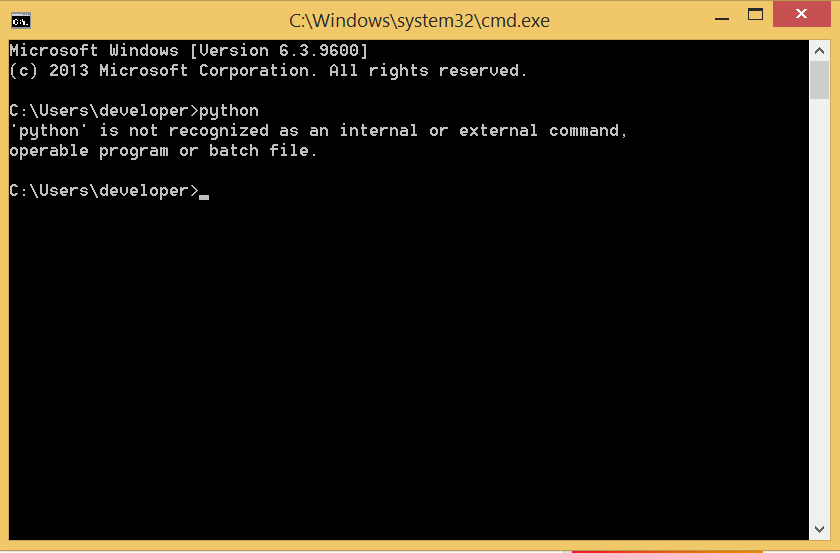 C:\Windows\system32\cmd.exe
Microsoft Windows [Version 6.3.9600]
(c) 2013 Microsoft Corporation. All rights reserved.
C:\Users\developer>python
'python' is not recognized as an internal or external command,
operable program or batch file.
C:\Users\developer>